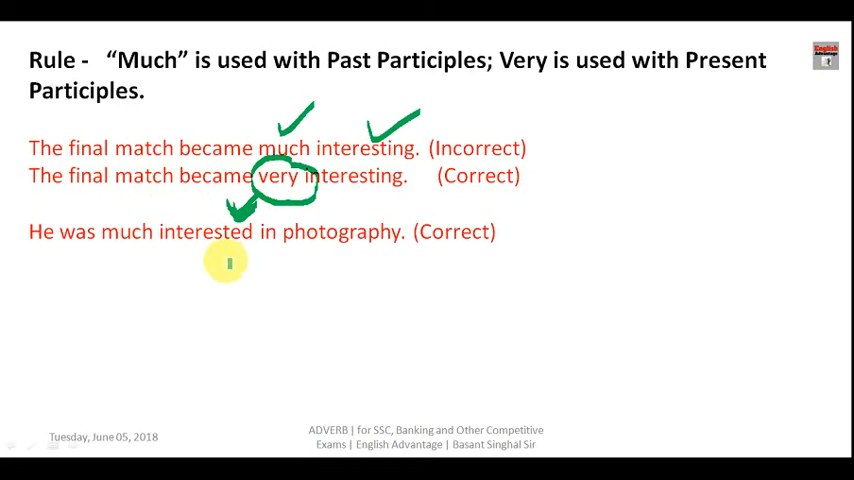 Rule - “Much” is used with Past Participles; Very is used with Present
Participles.
English
Advantage
The final match became much interesting. (Incorrect)
The final match became very interesting. (Correct)
He was much interested in photography. (Correct)
Tuesday, June 05, 2018
ADVERB | for SSC, Banking and Other Competitive
Exams | English Advantage | Basant Singhal Sir